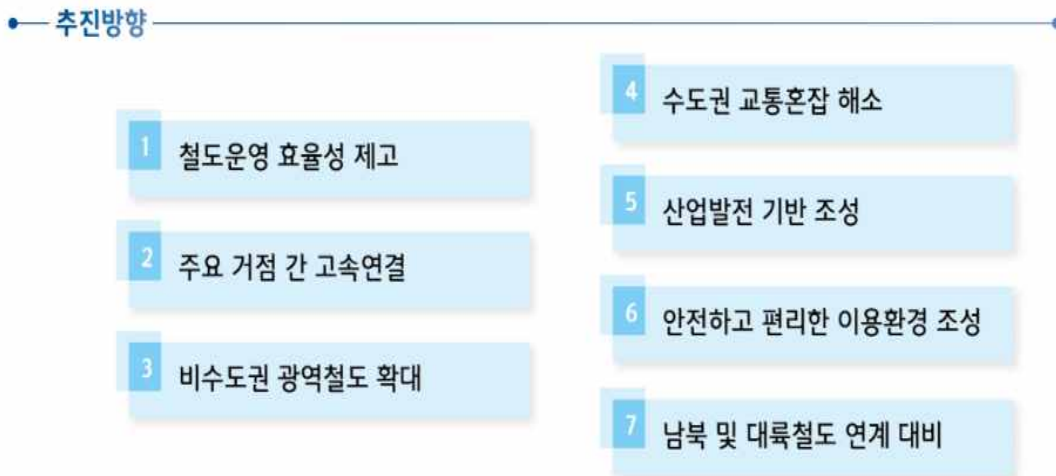 추진방향
1
철도운영 효율성 제고
2
주요 거점 간 고속연결
3
비수도권 광역철도 확대
4
수도권 교통혼잡 해소
5
산업발전 기반 조성
6
안전하고 편리한 이용환경 조성
7
남북 및 대륙철도 연계 대비